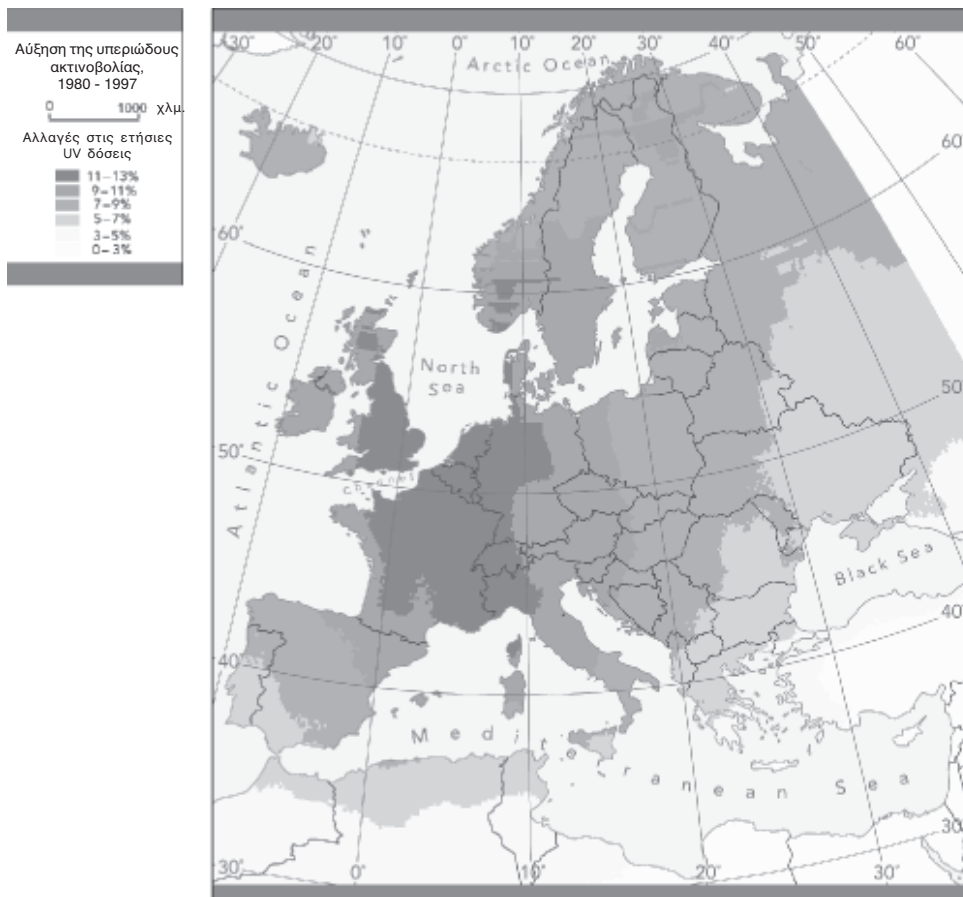 Αύξηση της υπεριώδους
ακτινοβολίας,
1980 - 1997
0 1000 χλμ.
Αλλαγές στις ετήσιες
UV δόσεις
11–13%
9–11%
7–9%
5–7%
3–5%
0–3%
30° 20° 10° 0° 10° 20° 30° 40° 50° 60°
Arctic Ocean
60°
60°
Atlantic Ocean
North
Sea
50°
50°
Channel
Black Sea
40°
40°
Mediterranean Sea
30°
30°
0° 10° 20° 30°